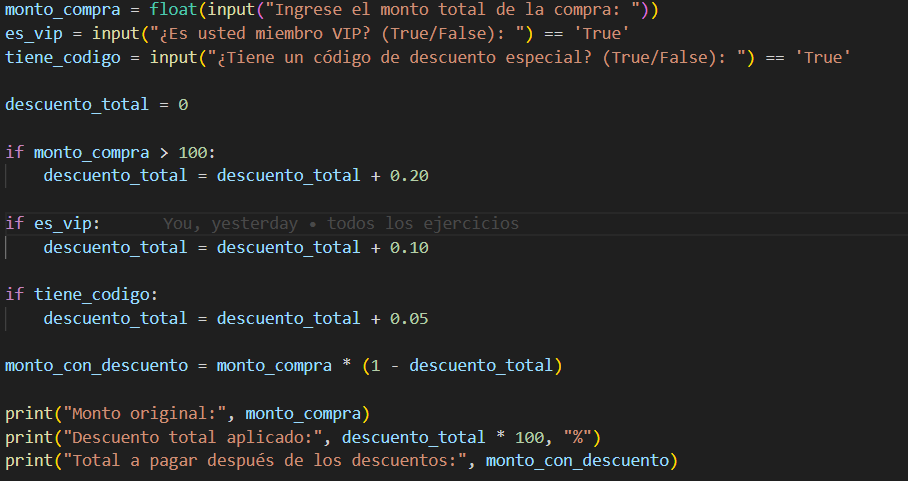 monto_compra = float(input("Ingrese el monto total de la compra: "))
es_vip = input("¿Es usted miembro VIP? (True/False): ") == 'True'
tiene_codigo = input("¿Tiene un código de descuento especial? (True/False): ") == 'True'
descuento_total = 0
if monto_compra > 100:
    descuento_total = descuento_total + 0.20
if es_vip:      You, yesterday • todos los ejercicios
    descuento_total = descuento_total + 0.10
if tiene_codigo:
    descuento_total = descuento_total + 0.05
monto_con_descuento = monto_compra * (1 - descuento_total)
print("Monto original:", monto_compra)
print("Descuento total aplicado:", descuento_total * 100, "%")
print("Total a pagar después de los descuentos:", monto_con_descuento)